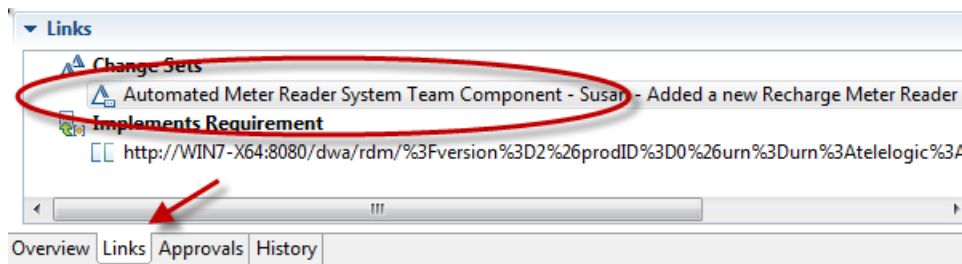 Links
Change Sets
Automated Meter Reader System Team Component - Susan - Added a new Recharge Meter Reader
Implements Requirement
http://WIN7-X64:8080/dwa/rdm/%3Fversion%3D2%26prodID%3D0%26urn%3Durn%3Atelelogic%3A
Overview Links Approvals History